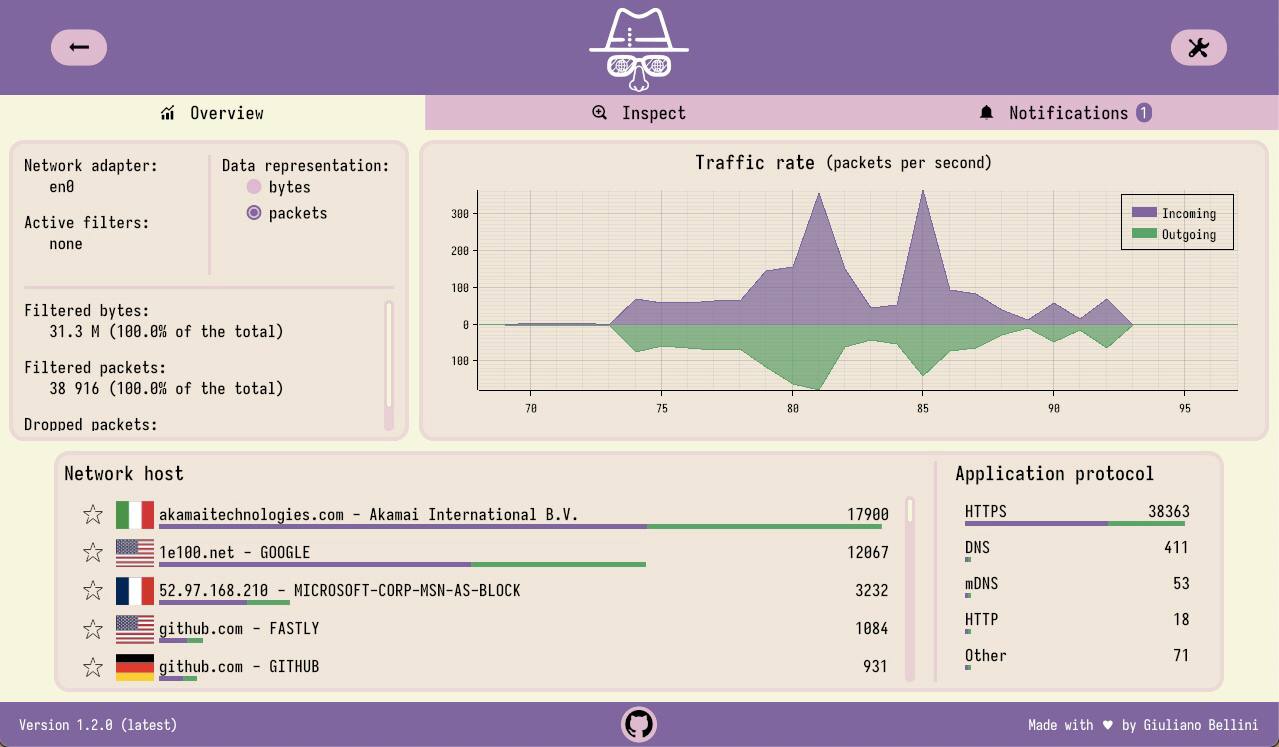 Overview
Inspect
Notifications 1
Network adapter:
en0
Active filters:
none
Data representation:
bytes
packets
Filtered bytes:
31.3 M (100.0% of the total)
Filtered packets:
38 916 (100.0% of the total)
Dropped packets:
Traffic rate (packets per second)
300
200
100
0
100
70 75 80 85 90 95
Incoming
Outgoing
Network host
akamaitechnologies.com - Akamai International B.V. 17900
1e100.net - GOOGLE 12067
52.97.168.210 - MICROSOFT-CORP-MSN-AS-BLOCK 3232
github.com - FASTLY 1084
github.com - GITHUB 931
Application protocol
HTTPS 38363
DNS 411
mDNS 53
HTTP 18
Other 71
Version 1.2.0 (latest)
Made with ♥ by Giuliano Bellini